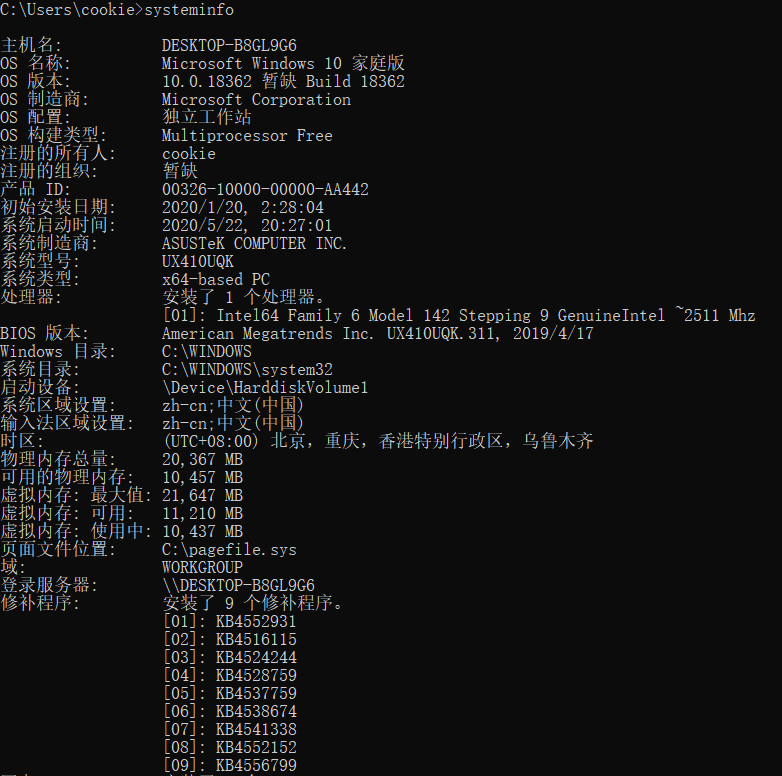 C:\Users\cookie>systeminfo
主机名: DESKTOP-B8GL9G6
OS 名称: Microsoft Windows 10 家庭版
OS 版本: 10.0.18362 暂缺 Build 18362
OS 制造商: Microsoft Corporation
OS 配置: 独立工作站
OS 构建类型: Multiprocessor Free
注册的所有人: cookie
注册的组织: 暂缺
产品 ID: 00326-10000-00000-AA442
初始安装日期: 2020/1/20, 2:28:04
系统启动时间: 2020/5/22, 20:27:01
系统制造商: ASUSTeK COMPUTER INC.
系统型号: UX410UQK
系统类型: x64-based PC
处理器: 安装了 1 个处理器。
[01]: Intel64 Family 6 Model 142 Stepping 9 GenuineIntel ~2511 Mhz
BIOS 版本: American Megatrends Inc. UX410UQK.311, 2019/4/17
Windows 目录: C:\WINDOWS
系统目录: C:\WINDOWS\system32
启动设备: \Device\HarddiskVolume1
系统区域设置: zh-cn;中文(中国)
输入法区域设置: zh-cn;中文(中国)
时区: (UTC+08:00) 北京，重庆，香港特别行政区，乌鲁木齐
物理内存总量: 20,367 MB
可用的物理内存: 10,457 MB
虚拟内存: 最大值: 21,647 MB
虚拟内存: 可用: 11,210 MB
虚拟内存: 使用中: 10,437 MB
页面文件位置: C:\pagefile.sys
域: WORKGROUP
登录服务器: \\DESKTOP-B8GL9G6
修补程序: 安装了 9 个修补程序。
[01]: KB4552931
[02]: KB4516115
[03]: KB4524244
[04]: KB4528759
[05]: KB4537759
[06]: KB4538674
[07]: KB4541338
[08]: KB4552152
[09]: KB4556799